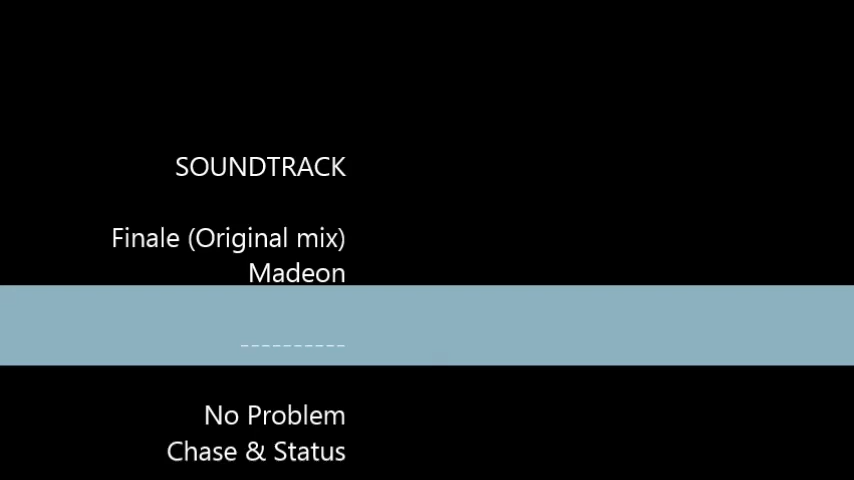 SOUNDTRACK
Finale (Original mix)
Madeon
----------
No Problem
Chase & Status